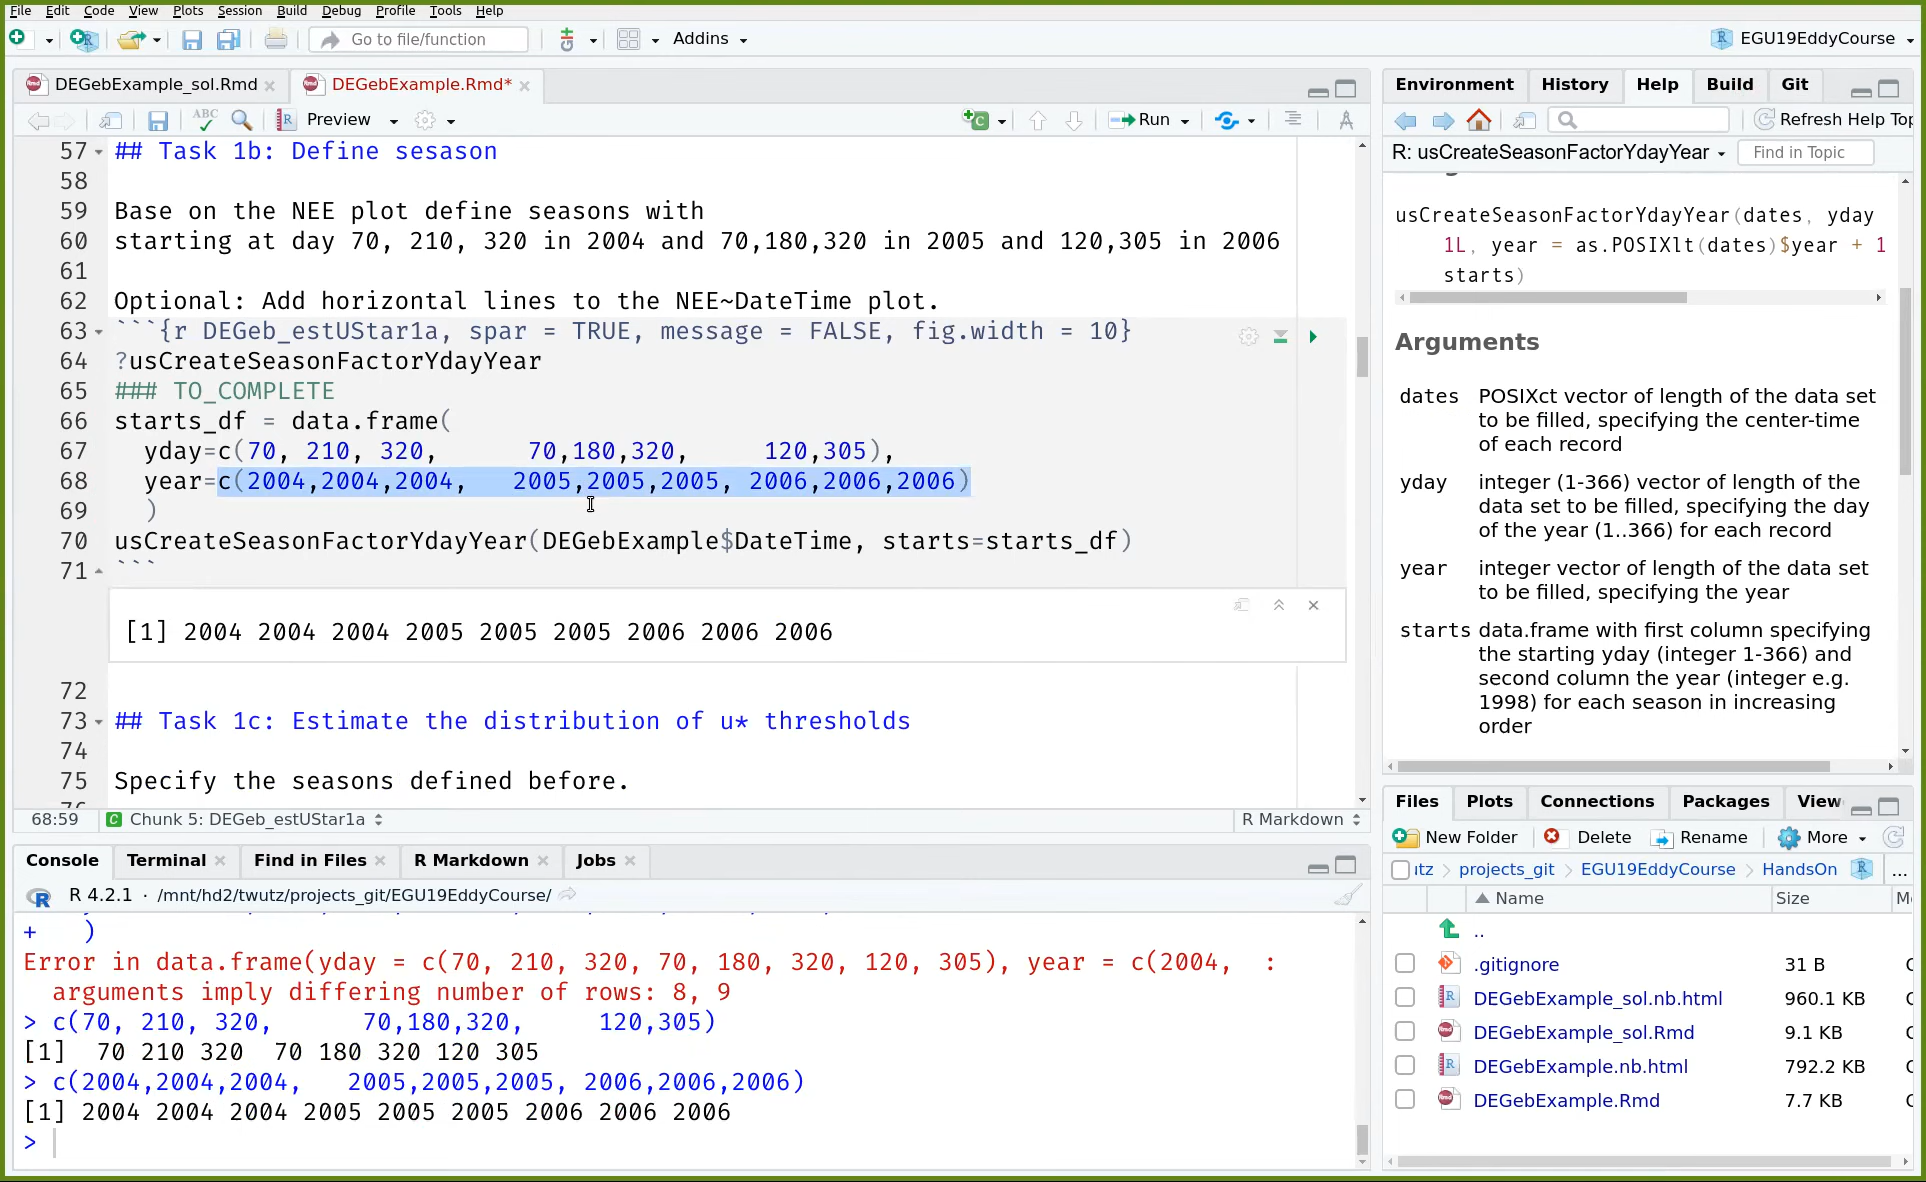 File Edit Code View Plots Session Build Debug Profile Tools Help
Go to file/function Addins EGU19EddyCourse
DEGebExample_sol.Rmd DEGebExample.Rmd*
ABC Preview Run
57 ## Task 1b: Define sesason
58
59 Base on the NEE plot define seasons with
60 starting at day 70, 210, 320 in 2004 and 70,180,320 in 2005 and 120,305 in 2006
61
62 Optional: Add horizontal lines to the NEE~DateTime plot.
63 ```{r DEGeb_estUStar1a, spar = TRUE, message = FALSE, fig.width = 10}
64 ?usCreateSeasonFactorYdayYear
65 ### TO_COMPLETE
66 starts_df = data.frame(
67 yday=c(70, 210, 320, 70,180,320, 120,305),
68 year=c(2004,2004,2004, 2005,2005,2005, 2006,2006,2006)
69 )
70 usCreateSeasonFactorYdayYear(DEGebExample$DateTime, starts=starts_df)
71 ```
[1] 2004 2004 2004 2005 2005 2005 2006 2006 2006
72
73 ## Task 1c: Estimate the distribution of u* thresholds
74
75 Specify the seasons defined before.
68:59 C Chunk 5: DEGeb_estUStar1a R Markdown
Console Terminal Find in Files R Markdown Jobs
R 4.2.1 · /mnt/hd2/twutz/projects_git/EGU19EddyCourse/
+ )
Error in data.frame(yday = c(70, 210, 320, 70, 180, 320, 120, 305), year = c(2004, :
arguments imply differing number of rows: 8, 9
> c(70, 210, 320, 70,180,320, 120,305)
[1] 70 210 320 70 180 320 120 305
> c(2004,2004,2004, 2005,2005,2005, 2006,2006,2006)
[1] 2004 2004 2004 2005 2005 2005 2006 2006 2006
>
Environment History Help Build Git
Refresh Help Top
R: usCreateSeasonFactorYdayYear Find in Topic
usCreateSeasonFactorYdayYear(dates, yday
1L, year = as.POSIXlt(dates)$year + 1
starts)
Arguments
dates POSIXct vector of length of the data set
to be filled, specifying the center-time
of each record
yday integer (1-366) vector of length of the
data set to be filled, specifying the day
of the year (1..366) for each record
year integer vector of length of the data set
to be filled, specifying the year
starts data.frame with first column specifying
the starting yday (integer 1-366) and
second column the year (integer e.g.
1998) for each season in increasing
order
Files Plots Connections Packages View
New Folder Delete Rename More
utz projects_git EGU19EddyCourse HandsOn ...
Name Size
..
.gitignore 31 B
DEGebExample_sol.nb.html 960.1 KB
DEGebExample_sol.Rmd 9.1 KB
DEGebExample.nb.html 792.2 KB
DEGebExample.Rmd 7.7 KB